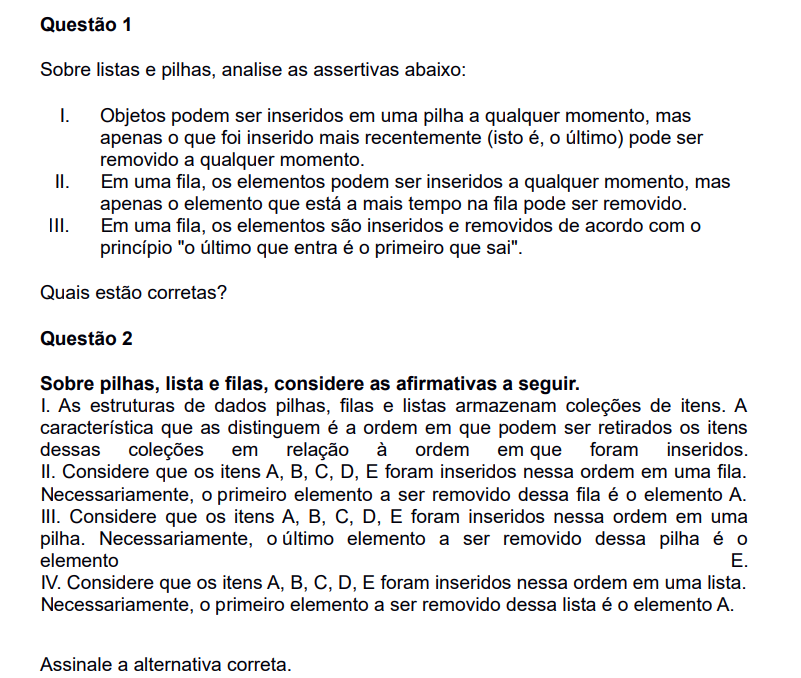 Questão 1
Sobre listas e pilhas, analise as assertivas abaixo:
I. Objetos podem ser inseridos em uma pilha a qualquer momento, mas
apenas o que foi inserido mais recentemente (isto é, o último) pode ser
removido a qualquer momento.
II. Em uma fila, os elementos podem ser inseridos a qualquer momento, mas
apenas o elemento que está a mais tempo na fila pode ser removido.
III. Em uma fila, os elementos são inseridos e removidos de acordo com o
princípio "o último que entra é o primeiro que sai".
Quais estão corretas?
Questão 2
Sobre pilhas, lista e filas, considere as afirmativas a seguir.
I. As estruturas de dados pilhas, filas e listas armazenam coleções de itens. A
característica que as distinguem é a ordem em que podem ser retirados os itens
dessas coleções em relação à ordem em que foram inseridos.
II. Considere que os itens A, B, C, D, E foram inseridos nessa ordem em uma fila.
Necessariamente, o primeiro elemento a ser removido dessa fila é o elemento A.
III. Considere que os itens A, B, C, D, E foram inseridos nessa ordem em uma
pilha. Necessariamente, o último elemento a ser removido dessa pilha é o
elemento E.
IV. Considere que os itens A, B, C, D, E foram inseridos nessa ordem em uma lista.
Necessariamente, o primeiro elemento a ser removido dessa lista é o elemento A.
Assinale a alternativa correta.